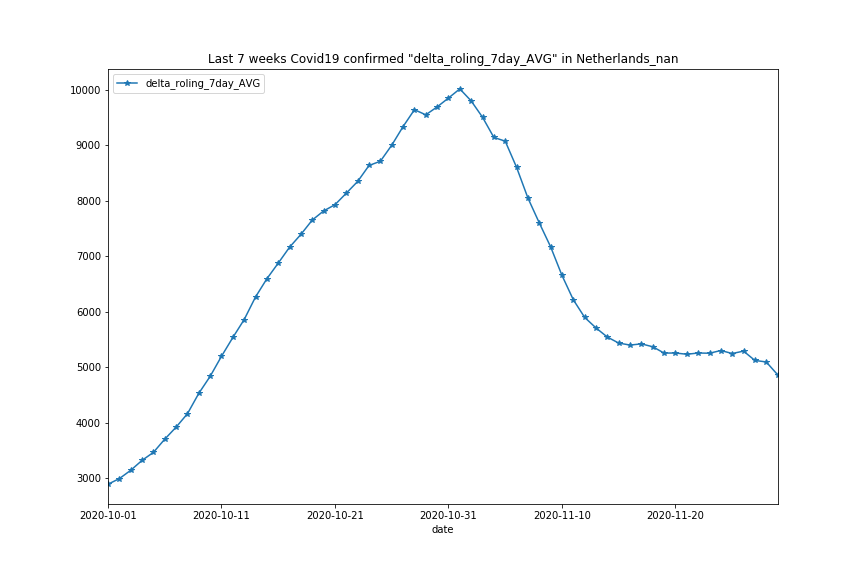 Last 7 weeks Covid19 confirmed "delta_roling_7day_AVG" in Netherlands_nan
delta_roling_7day_AVG
10000
9000
8000
7000
6000
5000
4000
3000
2020-10-01 2020-10-11 2020-10-21 2020-10-31 2020-11-10 2020-11-20
date